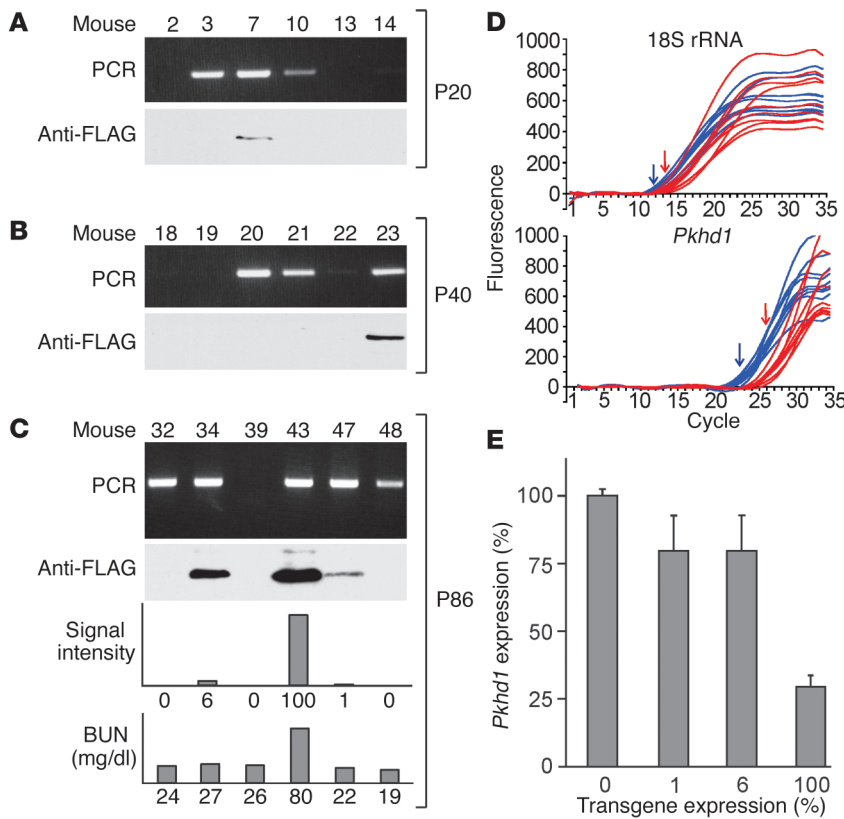 A
Mouse 2 3 7 10 13 14
PCR
Anti-FLAG
P20
B
Mouse 18 19 20 21 22 23
PCR
Anti-FLAG
P40
C
Mouse 32 34 39 43 47 48
PCR
Anti-FLAG
P86
Signal
intensity
0 6 0 100 1 0
BUN
(mg/dl)
24 27 26 80 22 19
D
18S rRNA
1000
800
600
400
200
0
1 5 10 15 20 25 30 35
Fluorescence
Pkhd1
1000
800
600
400
200
0
1 5 10 15 20 25 30 35
Cycle
E
Pkhd1 expression (%)
100
75
50
25
0
0 1 6 100
Transgene expression (%)